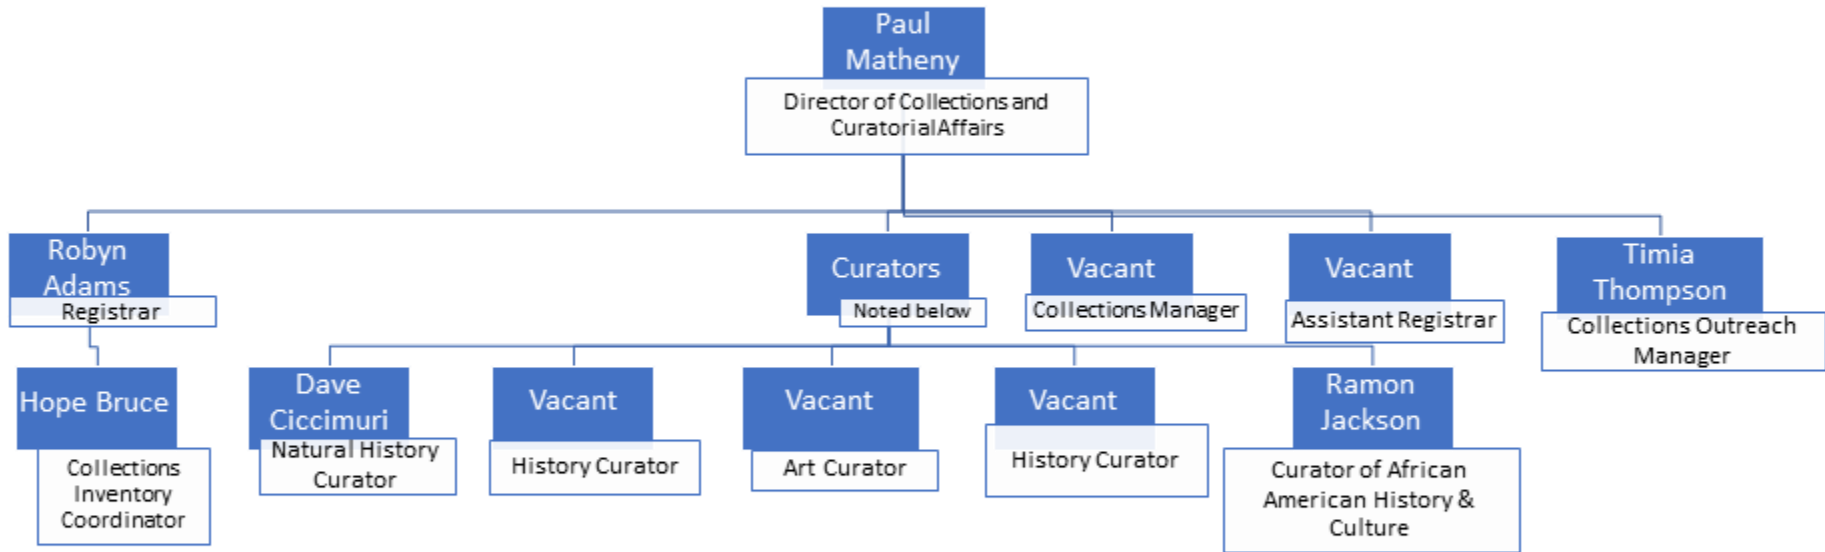 Paul
Matheny
Director of Collections and
Curatorial Affairs
Robyn
Adams
Registrar
Curators
Noted below
Vacant
Collections Manager
Vacant
Assistant Registrar
Timia
Thompson
Collections Outreach
Manager
Hope Bruce
Collections
Inventory
Coordinator
Dave
Ciccimuri
Natural History
Curator
Vacant
History Curator
Vacant
Art Curator
Vacant
History Curator
Ramon
Jackson
Curator of African
American History &
Culture